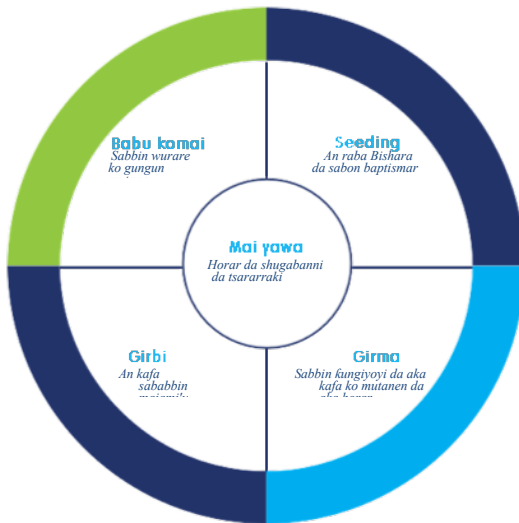 Babu komai
Sabbin wurare
ko gungun
Seeding
An raba Bishara
da sabon baptismar
Mai yawa
Horar da shugabanni
da tsararraki
Girbi
An kafa
sababbin
Girma
Sabbin kungiyoyi da aka
kafa ko mutanen da